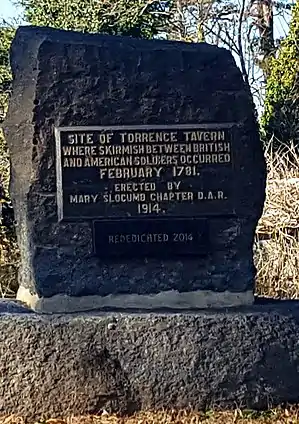 SITE OF TORRENCE TAVERN
WHERE SKIRMISH BETWEEN BRITISH
AND AMERICAN SOLDIERS OCCURRED
FEBRUARY 1781.
ERECTED BY
MARY SLOCUMB CHAPTER D.A.R.
1914.
REDEDICATED 2014